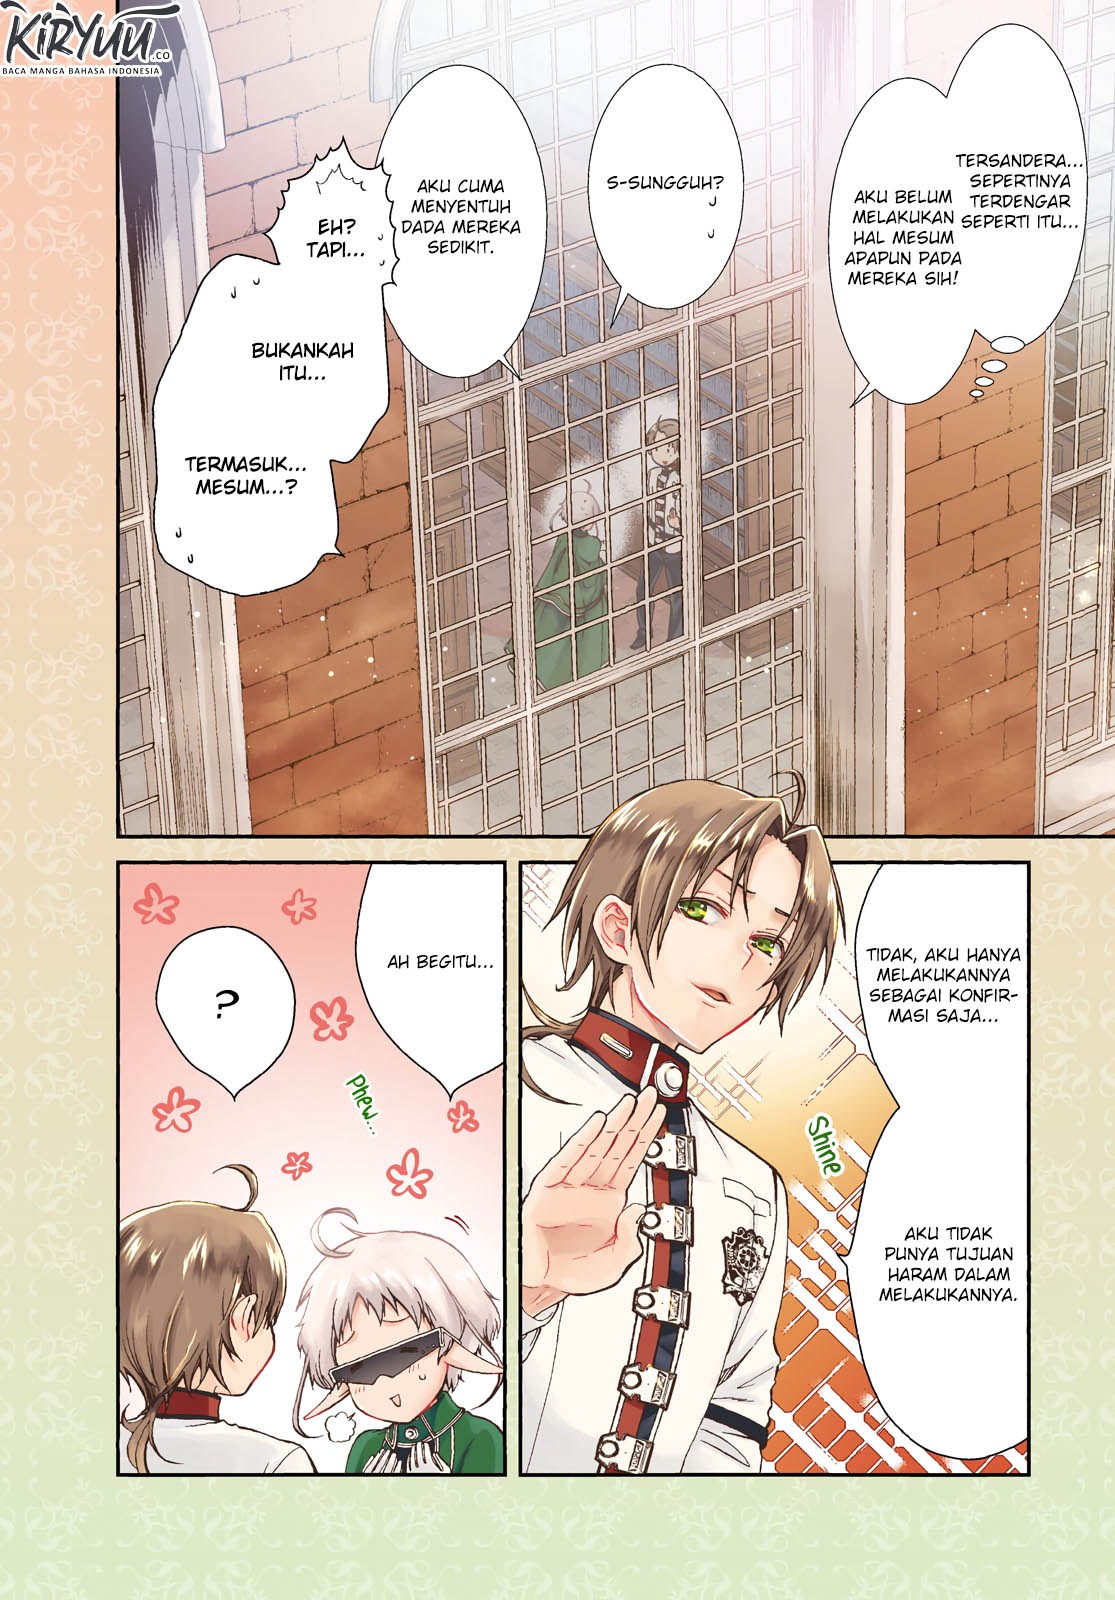 KIRYUU.CO
BACA MANGA BAHASA INDONESIA
TERSANDERA...
SEPERTINYA
TERDENGAR
SEPERTI ITU...
AKU BELUM
MELAKUKAN
HAL MESUM
APAPUN PADA
MEREKA SIH!
S-SUNGGUH?
AKU CUMA
MENYENTUH
DADA MEREKA
SEDIKIT.
EH?
TAPI...
BUKANKAH
ITU...
TERMASUK...
MESUM...?
TIDAK, AKU HANYA
MELAKUKANNYA
SEBAGAI KONFIR-
MASI SAJA...
Shine
AKU TIDAK
PUNYA TUJUAN
HARAM DALAM
MELAKUKANNYA.
AH BEGITU...
Phew...
?